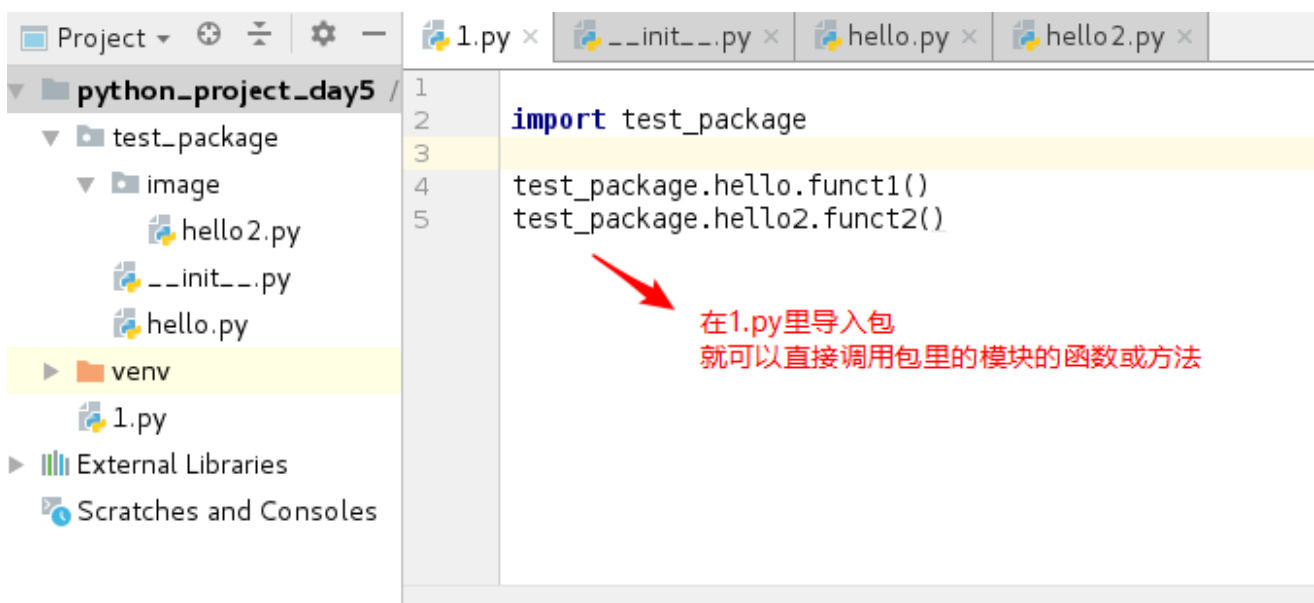 Project
1.py
__init__.py
hello.py
hello2.py
python_project_day5 /
test_package
image
hello2.py
__init__.py
hello.py
venv
1.py
External Libraries
Scratches and Consoles
1
2 import test_package
3
4 test_package.hello.funct1()
5 test_package.hello2.funct2()
在1.py里导入包
就可以直接调用包里的模块的函数或方法